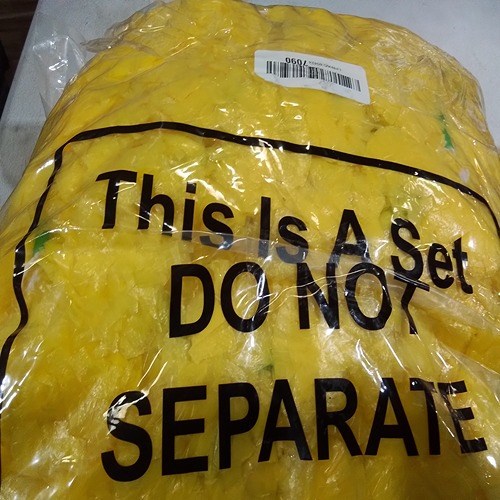 This Is A Set
DO NOT
SEPARATE